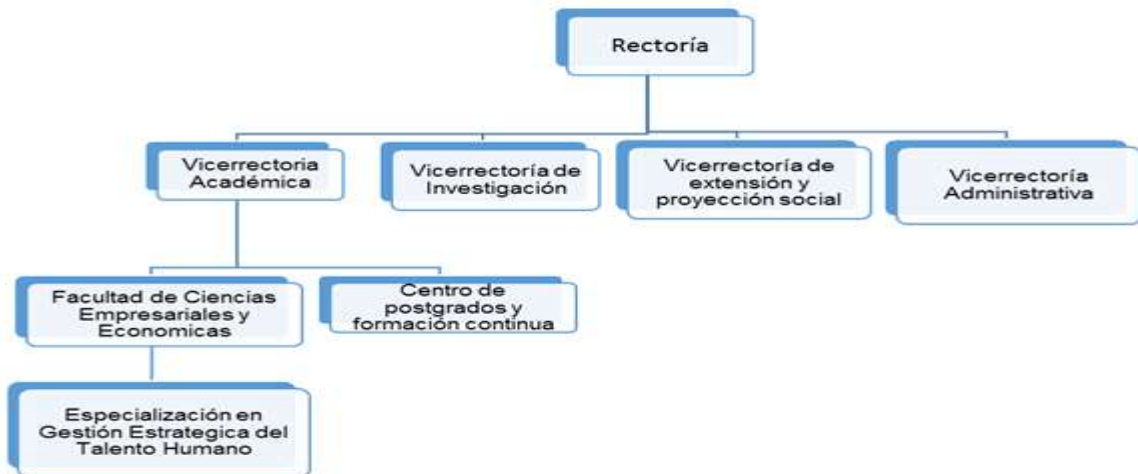 Rectoría
Vicerrectoria
Académica
Vicerrectoría de
Investigación
Vicerrectoría de
extensión y
proyección social
Vicerrectoría
Administrativa
Facultad de Ciencias
Empresariales y
Economicas
Centro de
postgrados y
formación continua
Especialización en
Gestión Estrategica del
Talento Humano